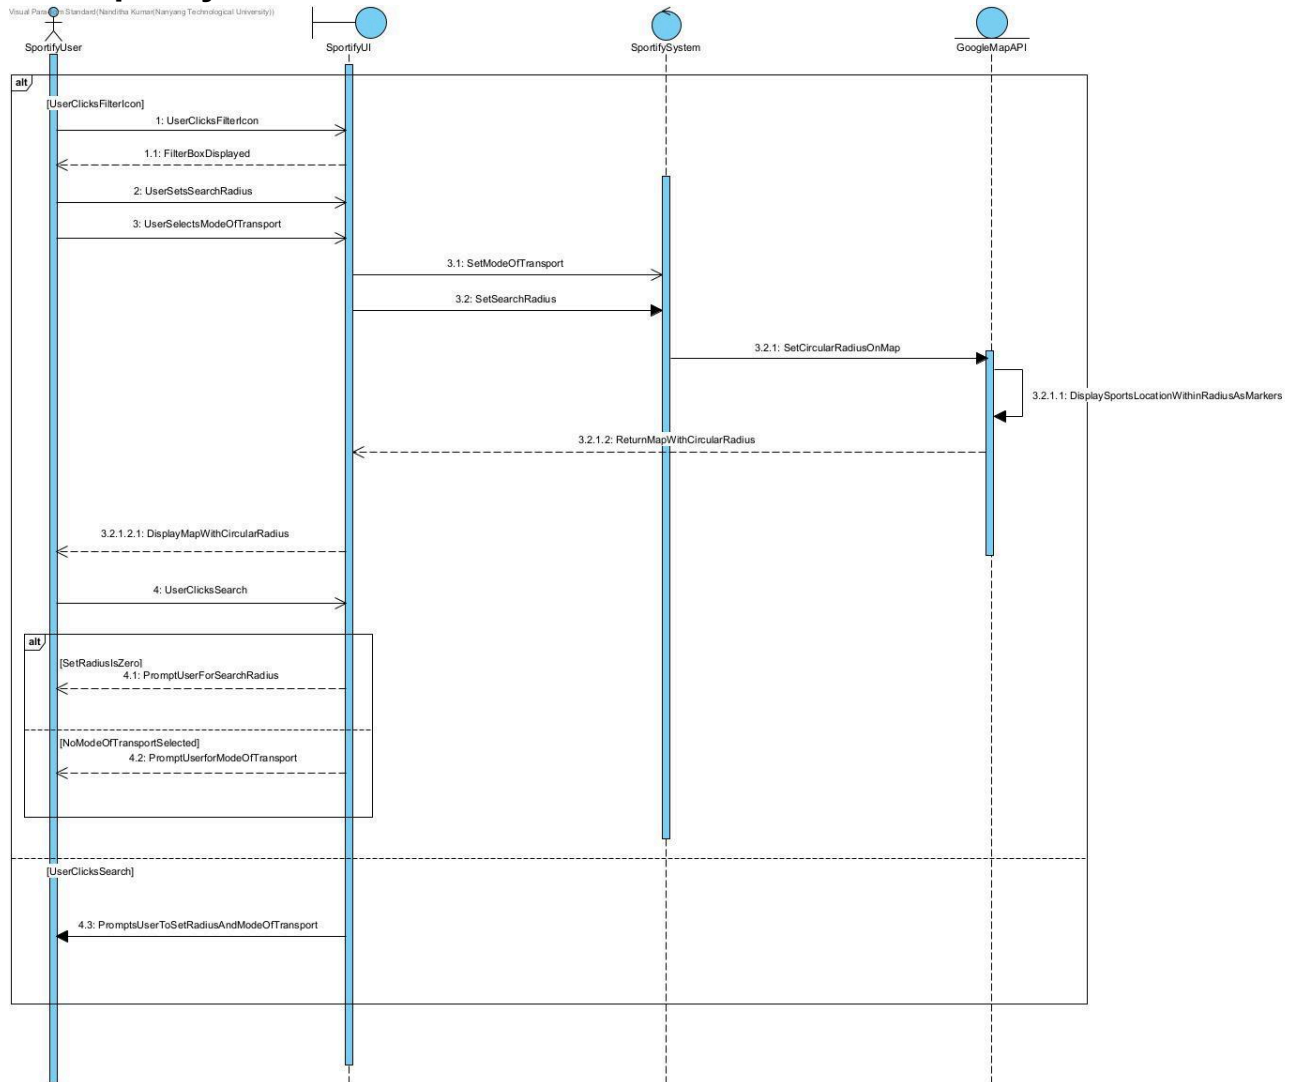 Visual Paradigm Standard(Nanditha Kumar(Nanyang Technological University))
SportifyUser
SportifyUI
SportifySystem
GoogleMapAPI
alt
[UserClicksFilterIcon]
1: UserClicksFilterIcon
1.1: FilterBoxDisplayed
2: UserSetsSearchRadius
3: UserSelectsModeOfTransport
3.1: SetModeOfTransport
3.2: SetSearchRadius
3.2.1: SetCircularRadiusOnMap
3.2.1.1: DisplaySportsLocationWithinRadiusAsMarkers
3.2.1.2: ReturnMapWithCircularRadius
3.2.1.2.1: DisplayMapWithCircularRadius
4: UserClicksSearch
alt
[SetRadiusIsZero]
4.1: PromptUserForSearchRadius
[NoModeOfTransportSelected]
4.2: PromptUserforModeOfTransport
[UserClicksSearch]
4.3: PromptsUserToSetRadiusAndModeOfTransport